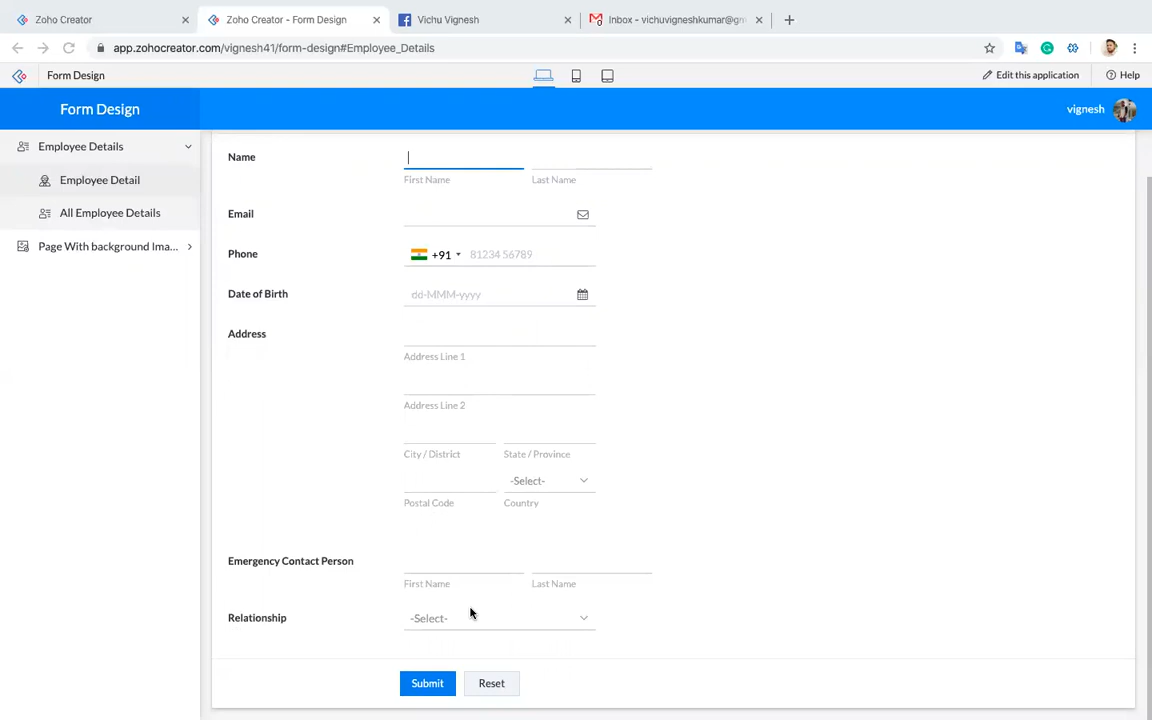 Zoho Creator
Zoho Creator - Form Design
Vichu Vignesh
Inbox - vichuvigneshkumar@gm
app.zohocreator.com/vignesh41/form-design#Employee_Details
Form Design
Edit this application
Help
Form Design
vignesh
Employee Details
Employee Detail
All Employee Details
Page With background Ima...
Name
First Name
Last Name
Email
Phone
+91
81234 56789
Date of Birth
dd-MMM-yyyy
Address
Address Line 1
Address Line 2
City / District
State / Province
-Select-
Postal Code
Country
Emergency Contact Person
First Name
Last Name
Relationship
-Select-
Submit
Reset